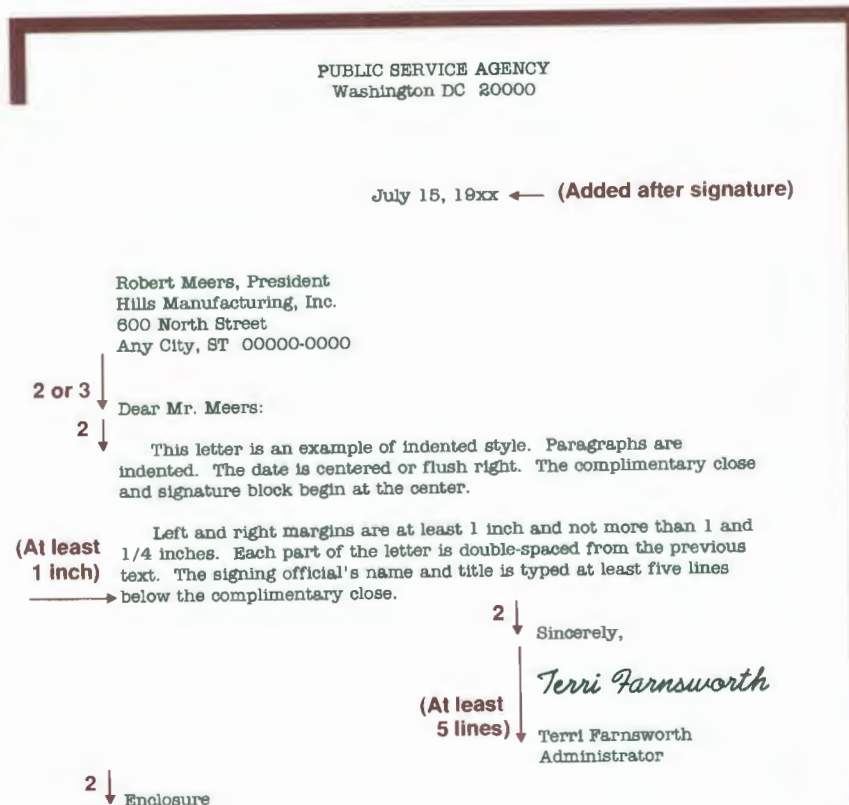 PUBLIC SERVICE AGENCY
Washington DC 20000
July 15, 19xx (Added after signature)
Robert Meers, President
Hills Manufacturing, Inc.
600 North Street
Any City, ST 00000-0000
2 or 3
Dear Mr. Meers:
2
This letter is an example of indented style. Paragraphs are
indented. The date is centered or flush right. The complimentary close
and signature block begin at the center.
Left and right margins are at least 1 inch and not more than 1 and
(At least 1/4 inches. Each part of the letter is double-spaced from the previous
1 inch) text. The signing official's name and title is typed at least five lines
below the complimentary close.
2
Sincerely,
Terri Farnsworth
(At least
5 lines) Terri Farnsworth
Administrator
2
Enclosure